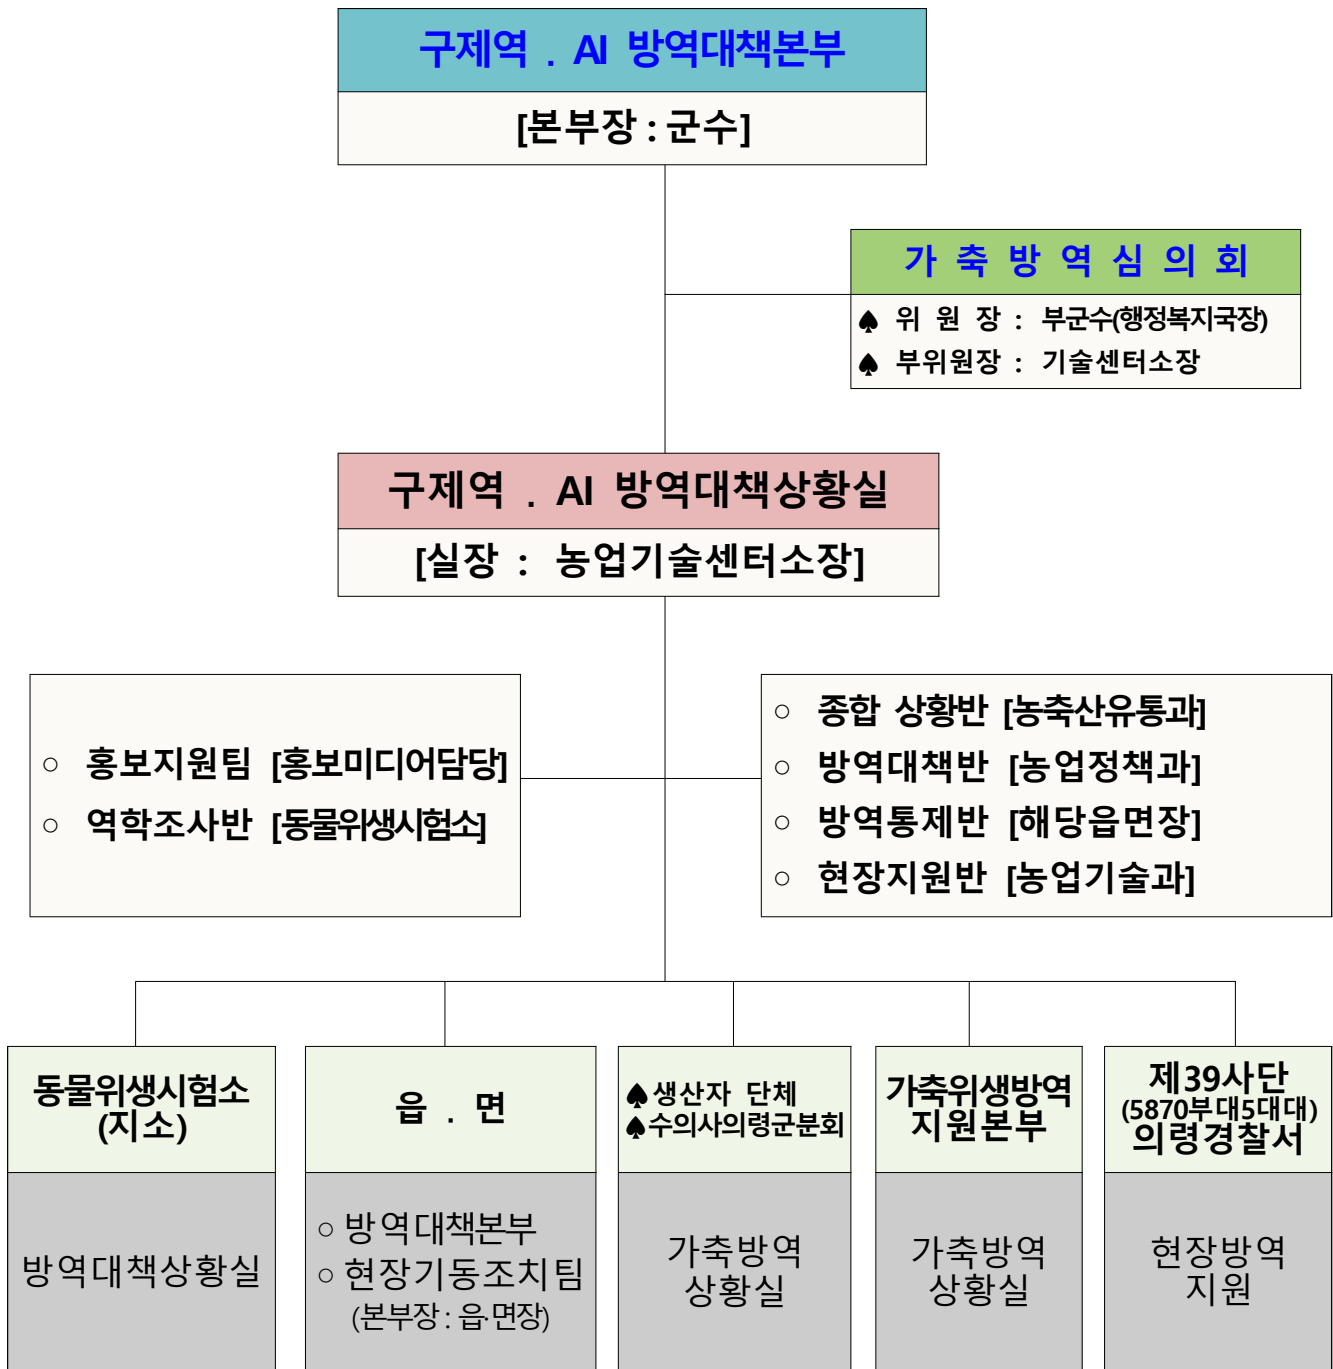 구제역 . AI 방역대책본부
[본부장 : 군수]
가 축 방 역 심 의 회
♠ 위 원 장 : 부군수(행정복지국장)
♠ 부위원장 : 기술센터소장
구제역 . AI 방역대책상황실
[실장 : 농업기술센터소장]
○ 홍보지원팀 [홍보미디어담당]
○ 역학조사반 [동물위생시험소]
○ 종합 상황반 [농축산유통과]
○ 방역대책반 [농업정책과]
○ 방역통제반 [해당읍면장]
○ 현장지원반 [농업기술과]
동물위생시험소
(지소)
방역대책상황실
읍 . 면
○ 방역대책본부
○ 현장기동조치팀
(본부장 : 읍·면장)
♠생산자 단체
♠수의사의령군분회
가축방역
상황실
가축위생방역
지원본부
가축방역
상황실
제39사단
(5870부대5대대)
의령경찰서
현장방역
지원